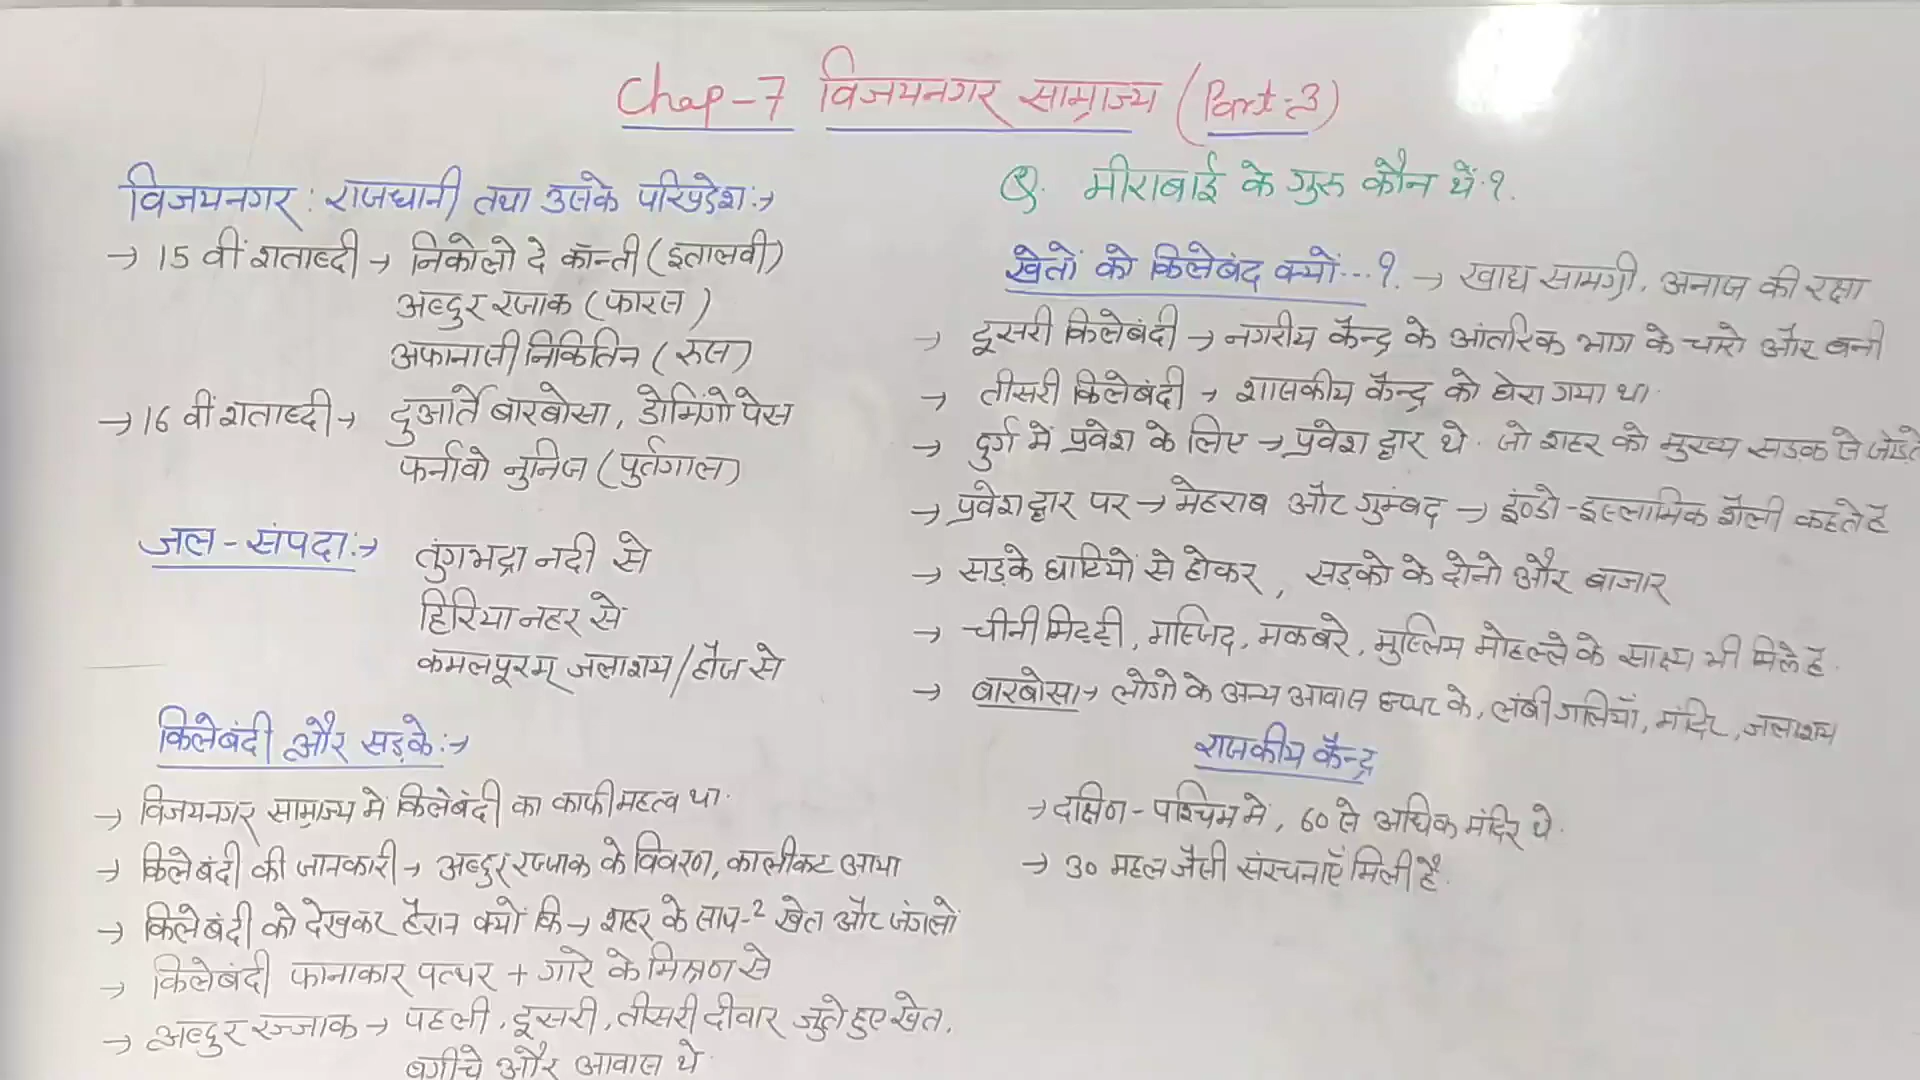 Chap-7 विजयनगर साम्राज्य (Part-3)
विजयनगर : राजधानी तथा उसके परिप्रदेश :→
→ 15 वीं शताब्दी → निकोलो दे कॉन्ती (इतालवी)
अब्दुर रजाक (फारस)
अफानासी निकितिन (रुस)
→ 16 वीं शताब्दी → दुआर्ते बारबोसा, डोमिंगो पेस
फर्नावो नुनिज (पुर्तगाल)
जल - संपदा :→ तुंगभद्रा नदी से
हिरिया नहर से
कमलपूरम् जलाशय / हौज से
किलेबंदी और सड़के :→
→ विजयनगर साम्राज्य में किलेबंदी का काफी महत्व था.
→ किलेबंदी की जानकारी → अब्दुर रज्जाक के विवरण, कालीकट आया
→ किलेबंदी को देखकर हैरान क्यों कि → शहर के साथ-2 खेत और जंगलों
→ किलेबंदी फानाकार पत्थर + गारे के मिश्रण से
→ अब्दुर रज्जाक → पहली, दूसरी, तीसरी दीवार जुते हुए खेत,
बगीचे और आवास थे.
Q. मीराबाई के गुरु कौन थें.?.
खेतों को किलेबंद क्यों...?. → खाद्य सामग्री, अनाज की रक्षा
→ दूसरी किलेबंदी → नगरीय कैन्द्र के आंतरिक भाग के चारो और बनी
→ तीसरी किलेबंदी → शासकीय कैन्द्र को घेरा गया था.
→ दुर्ग में प्रवेश के लिए → प्रवेश द्वार थे. जो शहर को मुख्य सड़क से जोड़ते
→ प्रवेश द्वार पर → मेहराब और गुम्बंद → इंण्डो-इस्लामिक शैली कहते है
→ सड़के घाटियों से होकर, सड़को के दोनो और बाजार
→ चीनी मिट्टी, मस्जिद, मकबरे, मुस्लिम मोहल्ले के साक्ष्य भी मिले है.
→ बारबोसा → लोगो के अन्य आवास छप्पर के, लंबी गलियाँ, मंदिर, जलाशय
राजकीय कैन्द्र
→ दक्षिण - पश्चिम में, 60 से अधिक मंदिर थे.
→ 30 महल जैसी संरचनाएँ मिली है.